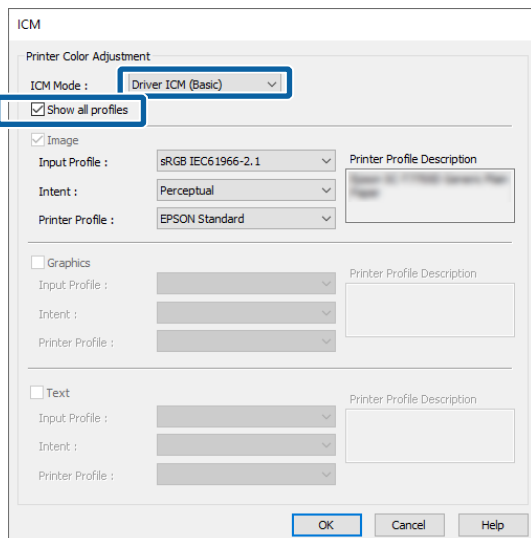 ICM
Printer Color Adjustment
ICM Mode : Driver ICM (Basic)
Show all profiles
Image
Input Profile : sRGB IEC61966-2.1 Printer Profile Description
Intent : Perceptual
Printer Profile : EPSON Standard
Graphics
Input Profile : Printer Profile Description
Intent :
Printer Profile :
Text
Input Profile : Printer Profile Description
Intent :
Printer Profile :
OK Cancel Help